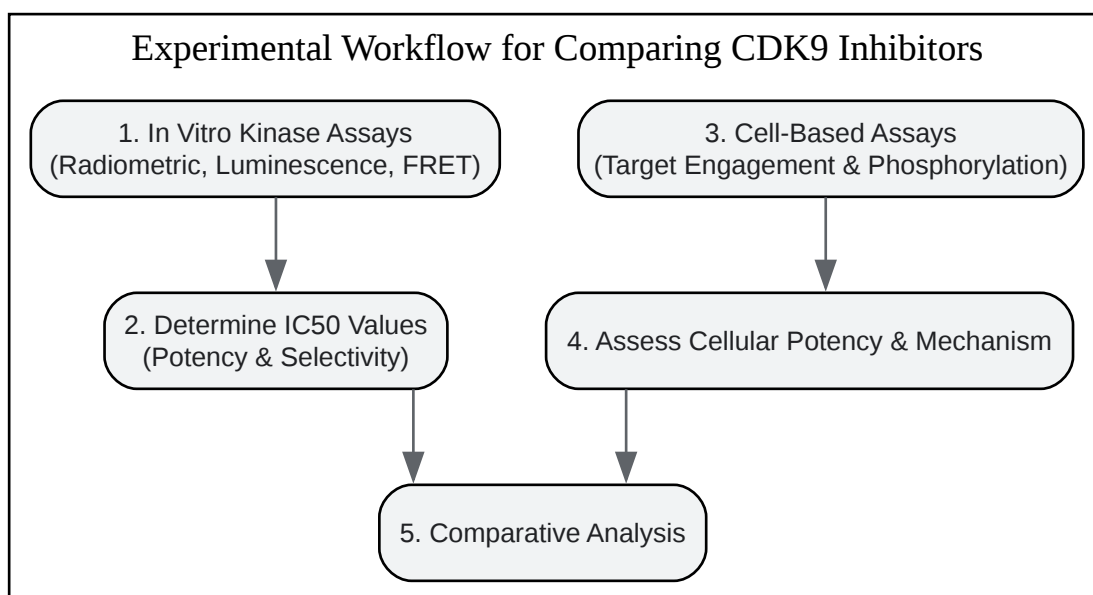 Experimental Workflow for Comparing CDK9 Inhibitors
1. In Vitro Kinase Assays
(Radiometric, Luminescence, FRET)
3. Cell-Based Assays
(Target Engagement & Phosphorylation)
2. Determine IC50 Values
(Potency & Selectivity)
4. Assess Cellular Potency & Mechanism
5. Comparative Analysis